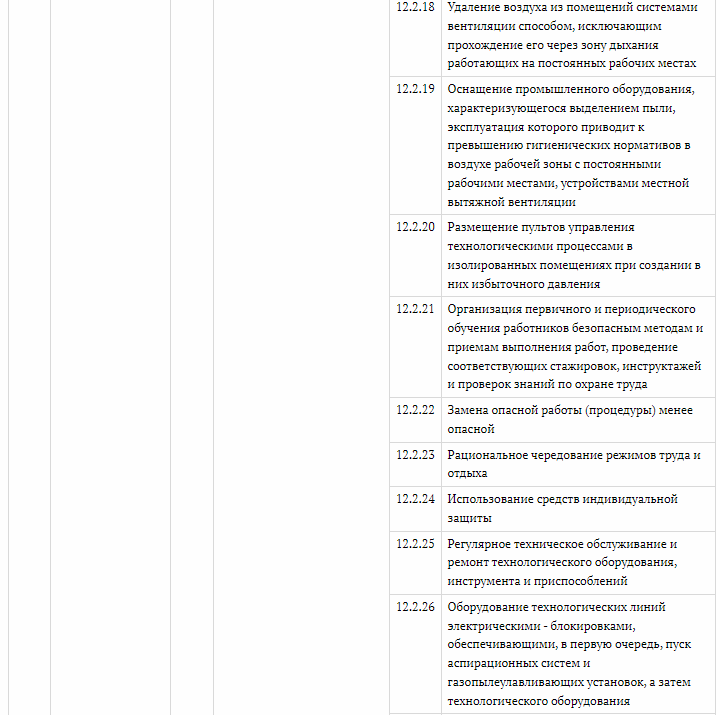 12.2.18 Удаление воздуха из помещений системами
вентиляции способом, исключающим
прохождение его через зону дыхания
работающих на постоянных рабочих местах
12.2.19 Оснащение промышленного оборудования,
характеризующегося выделением пыли,
эксплуатация которого приводит к
превышению гигиенических нормативов в
воздухе рабочей зоны с постоянными
рабочими местами, устройствами местной
вытяжной вентиляции
12.2.20 Размещение пультов управления
технологическими процессами в
изолированных помещениях при создании в
них избыточного давления
12.2.21 Организация первичного и периодического
обучения работников безопасным методам и
приемам выполнения работ, проведение
соответствующих стажировок, инструктажей
и проверок знаний по охране труда
12.2.22 Замена опасной работы (процедуры) менее
опасной
12.2.23 Рациональное чередование режимов труда и
отдыха
12.2.24 Использование средств индивидуальной
защиты
12.2.25 Регулярное техническое обслуживание и
ремонт технологического оборудования,
инструмента и приспособлений
12.2.26 Оборудование технологических линий
электрическими - блокировками,
обеспечивающими, в первую очередь, пуск
аспирационных систем и
газопылеулавливающих установок, а затем
технологического оборудования